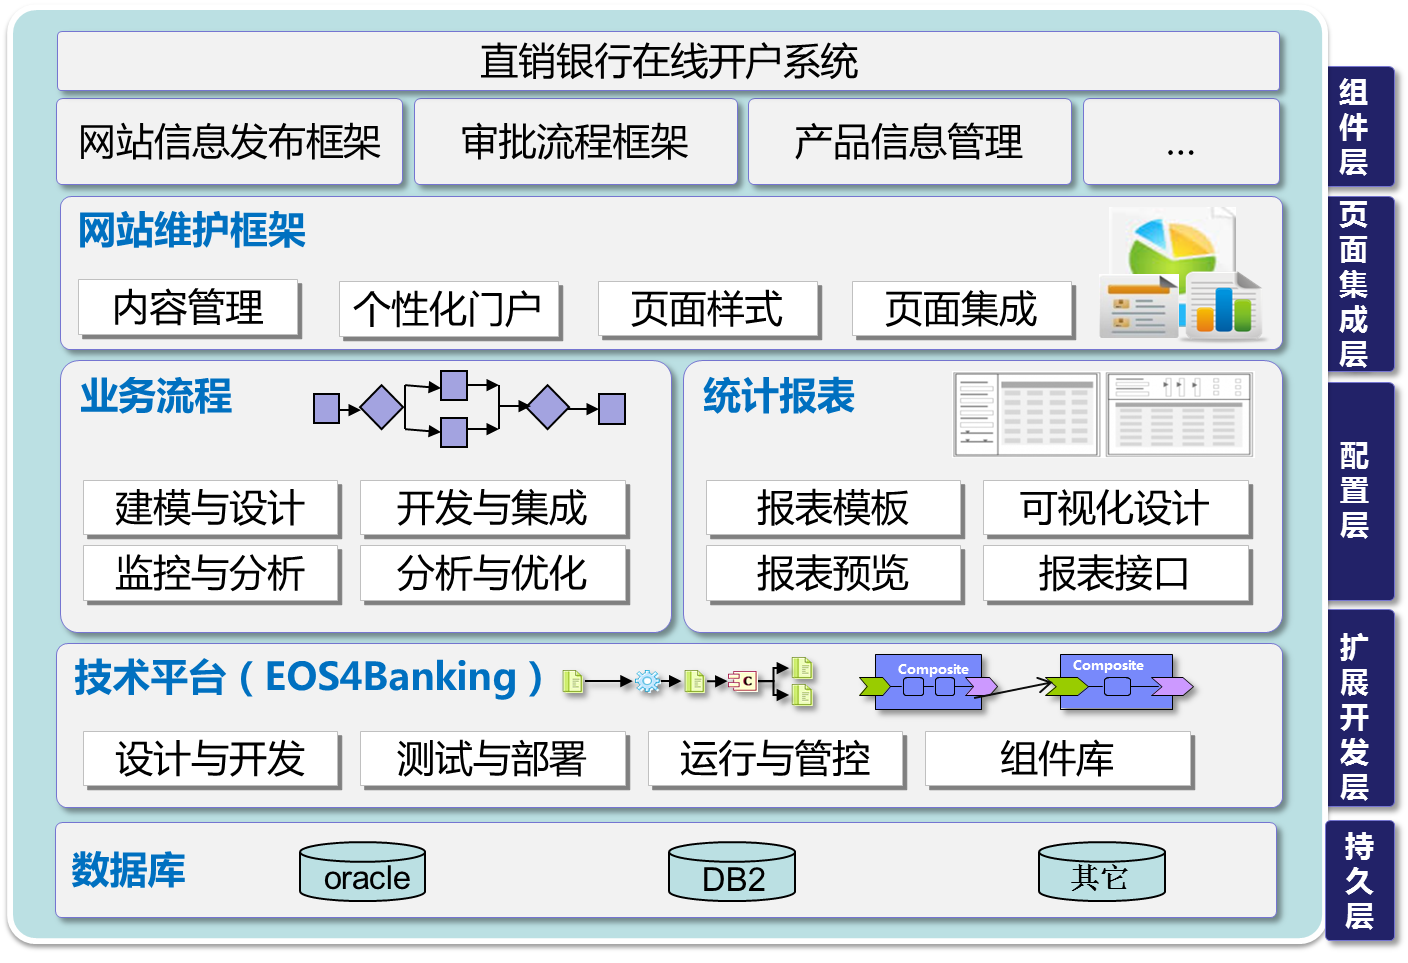 直销银行在线开户系统
网站信息发布框架
审批流程框架
产品信息管理
...
组件层
网站维护框架
内容管理
个性化门户
页面样式
页面集成
页面集成层
业务流程
建模与设计
开发与集成
监控与分析
分析与优化
统计报表
报表模板
可视化设计
报表预览
报表接口
配置层
技术平台（EOS4Banking）
C
Composite
Composite
设计与开发
测试与部署
运行与管控
组件库
扩展开发层
数据库
oracle
DB2
其它
持久层